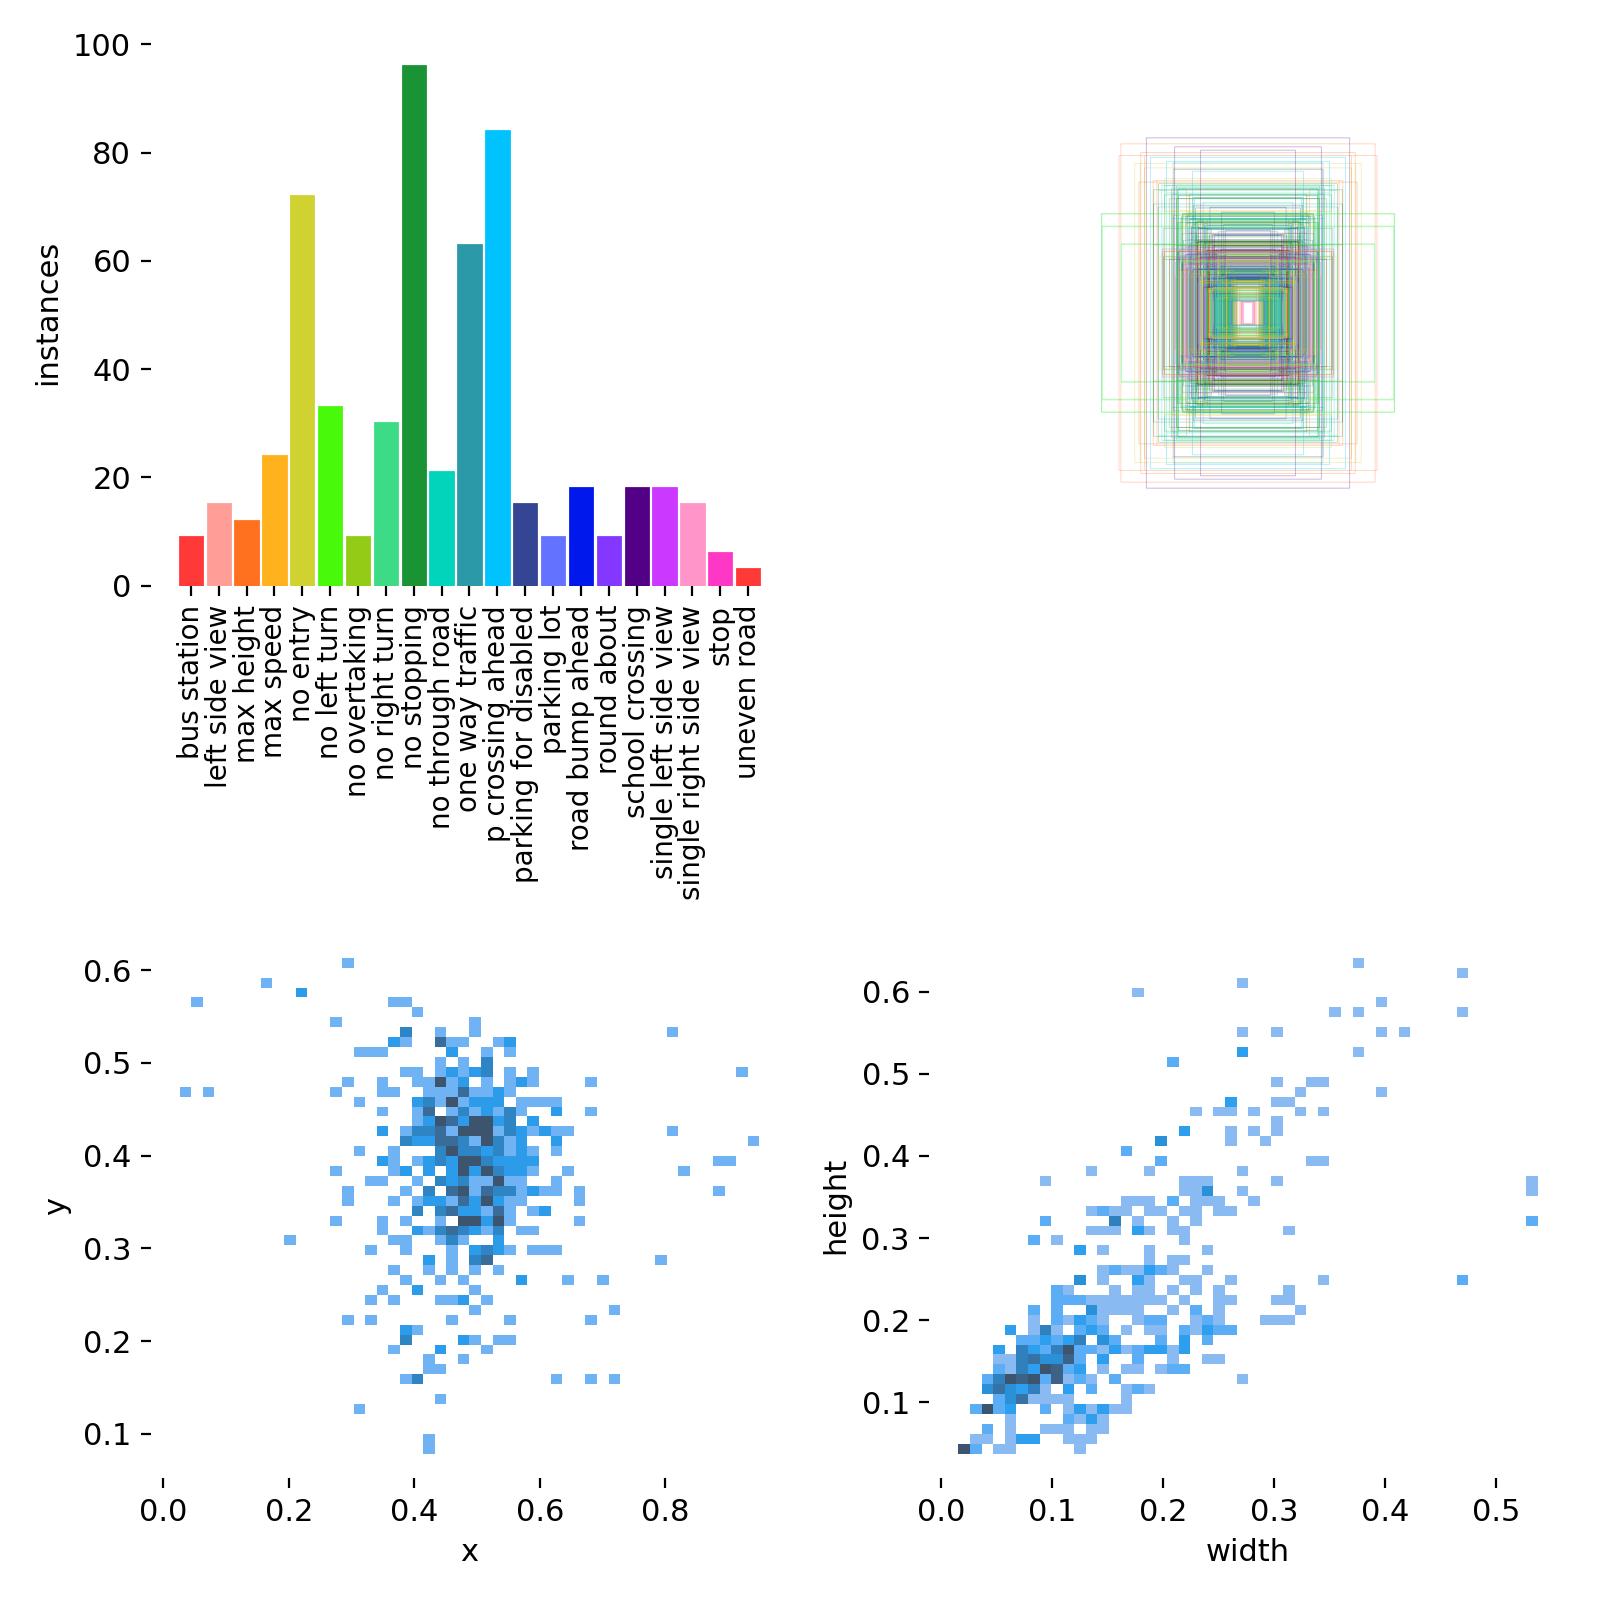 100
80
60
40
20
0
instances
bus station
left side view
max height
max speed
no entry
no left turn
no overtaking
no right turn
no stopping
no through road
one way traffic
p crossing ahead
parking for disabled
parking lot
road bump ahead
round about
school crossing
single left side view
single right side view
stop
uneven road
0.6
0.5
0.4
0.3
0.2
0.1
y
0.0 0.2 0.4 0.6 0.8
x
0.6
0.5
0.4
0.3
0.2
0.1
height
0.0 0.1 0.2 0.3 0.4 0.5
width